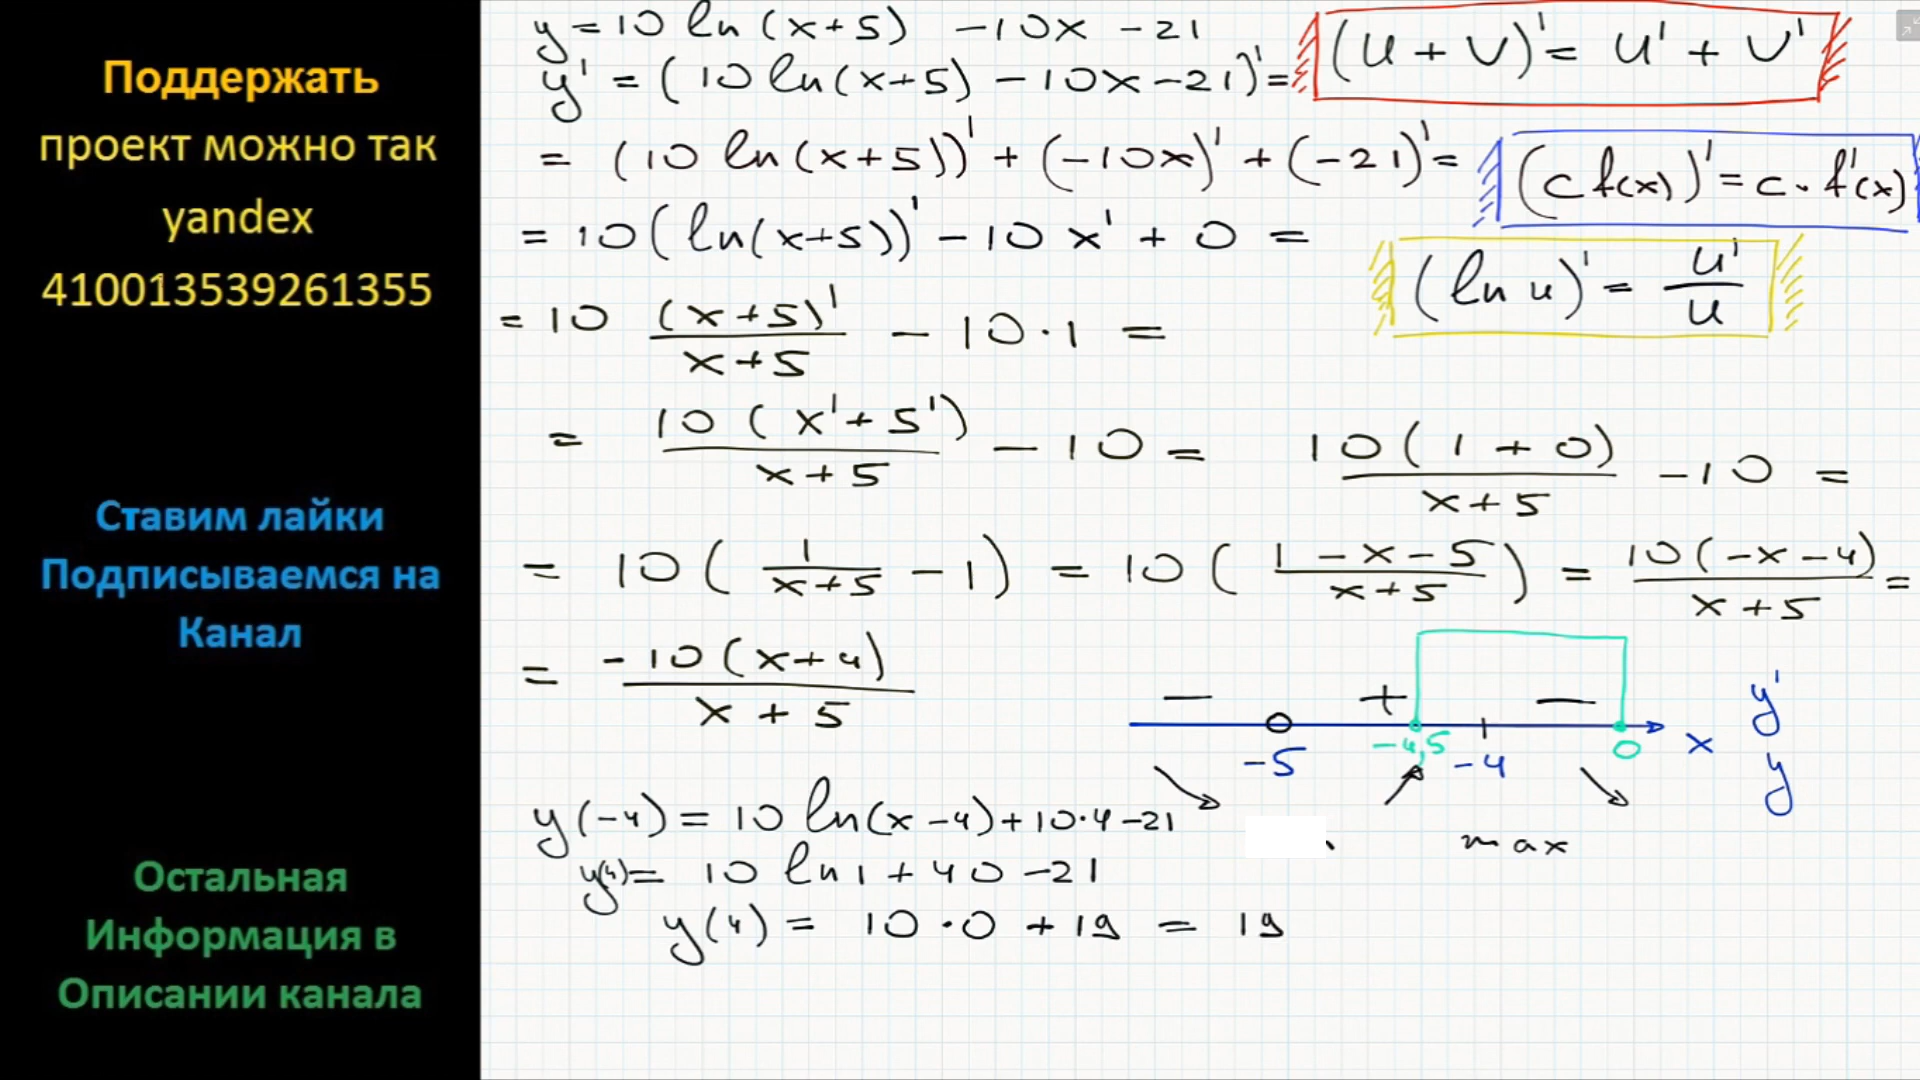 Поддержать
проект можно так
yandex
410013539261355
Ставим лайки
Подписываемся на
Канал
Остальная
Информация в
Описании канала
y = 10 ln (x+5) - 10x - 21
y' = (10 ln(x+5) - 10x - 21)' =
(u + v)' = u' + v'
= (10 ln(x+5))' + (-10x)' + (-21)' =
(c f(x))' = c · f'(x)
= 10 (ln(x+5))' - 10 x' + 0 =
(ln u)' = u'/u
= 10 (x+5)'/(x+5) - 10 · 1 =
= 10 (x' + 5')/(x+5) - 10 = 10 (1 + 0)/(x+5) - 10 =
= 10 (1/(x+5) - 1) = 10 ((1 - x - 5)/(x+5)) = 10(-x-4)/(x+5) =
= -10 (x+4)/(x+5)
− + − y'
-5 -4,5 -4 0 x
y
max
y(-4) = 10 ln(x-4) + 10·4 - 21
y(4) = 10 ln 1 + 40 - 21
y(4) = 10 · 0 + 19 = 19